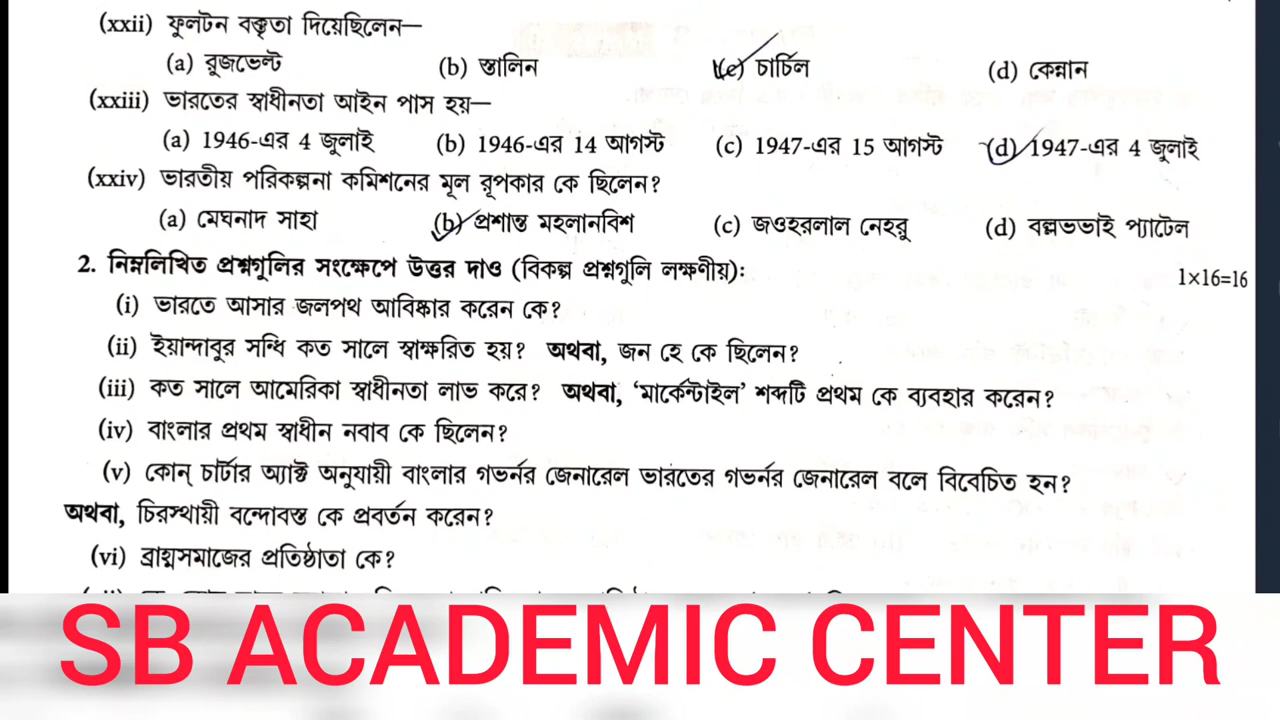 (xxii) ফুলটন বক্তৃতা দিয়েছিলেন—
(a) রুজভেল্ট (b) স্তালিন (c) চার্চিল (d) কেন্নান
(xxiii) ভারতের স্বাধীনতা আইন পাস হয়—
(a) 1946-এর 4 জুলাই (b) 1946-এর 14 আগস্ট (c) 1947-এর 15 আগস্ট (d) 1947-এর 4 জুলাই
(xxiv) ভারতীয় পরিকল্পনা কমিশনের মূল রূপকার কে ছিলেন?
(a) মেঘনাদ সাহা (b) প্রশান্ত মহলানবিশ (c) জওহরলাল নেহরু (d) বল্লভভাই প্যাটেল
2. নিম্নলিখিত প্রশ্নগুলির সংক্ষেপে উত্তর দাও (বিকল্প প্রশ্নগুলি লক্ষণীয়): 1×16=16
(i) ভারতে আসার জলপথ আবিষ্কার করেন কে?
(ii) ইয়ান্দাবুর সন্ধি কত সালে স্বাক্ষরিত হয়? অথবা, জন হে কে ছিলেন?
(iii) কত সালে আমেরিকা স্বাধীনতা লাভ করে? অথবা, ‘মার্কেন্টাইল’ শব্দটি প্রথম কে ব্যবহার করেন?
(iv) বাংলার প্রথম স্বাধীন নবাব কে ছিলেন?
(v) কোন্ চার্টার অ্যাক্ট অনুযায়ী বাংলার গভর্নর জেনারেল ভারতের গভর্নর জেনারেল বলে বিবেচিত হন?
অথবা, চিরস্থায়ী বন্দোবস্ত কে প্রবর্তন করেন?
(vi) ব্রাহ্মসমাজের প্রতিষ্ঠাতা কে?
SB ACADEMIC CENTER